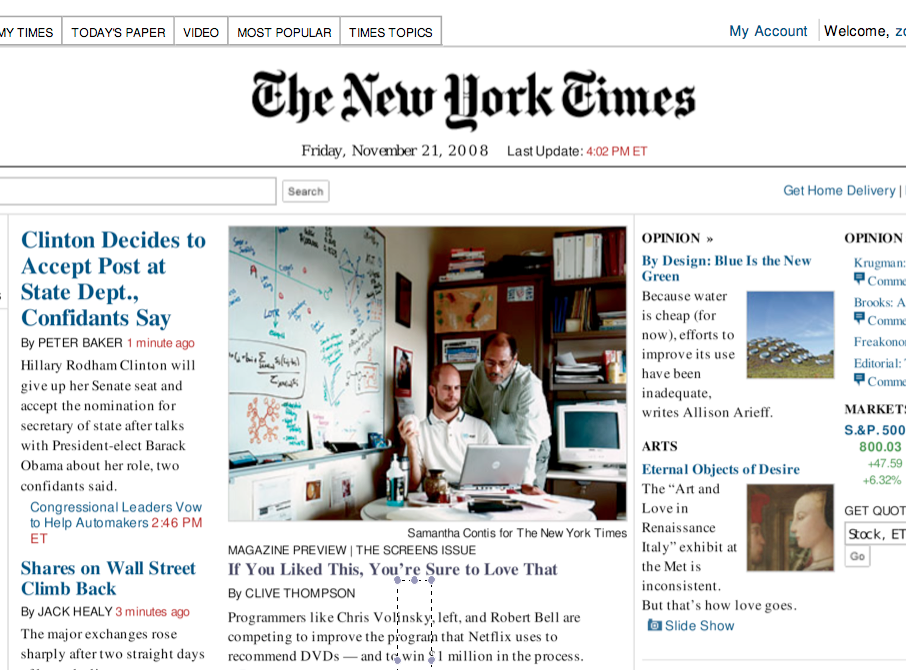 MY TIMES TODAY'S PAPER VIDEO MOST POPULAR TIMES TOPICS
My Account Welcome,
The New York Times
Friday, November 21, 2008 Last Update: 4:02 PM ET
Search
Get Home Delivery |
Clinton Decides to
Accept Post at
State Dept.,
Confidants Say
By PETER BAKER 1 minute ago
Hillary Rodham Clinton will
give up her Senate seat and
accept the nomination for
secretary of state after talks
with President-elect Barack
Obama about her role, two
confidants said.
Congressional Leaders Vow
to Help Automakers 2:46 PM
ET
Shares on Wall Street
Climb Back
By JACK HEALY 3 minutes ago
The major exchanges rose
sharply after two straight days
Samantha Contis for The New York Times
MAGAZINE PREVIEW | THE SCREENS ISSUE
If You Liked This, You're Sure to Love That
By CLIVE THOMPSON
Programmers like Chris Volinsky, left, and Robert Bell are
competing to improve the program that Netflix uses to
recommend DVDs — and to win $1 million in the process.
OPINION »
By Design: Blue Is the New
Green
Because water
is cheap (for
now), efforts to
improve its use
have been
inadequate,
writes Allison Arieff.
ARTS
Eternal Objects of Desire
The “Art and
Love in
Renaissance
Italy” exhibit at
the Met is
inconsistent.
But that's how love goes.
Slide Show
OPINION
Krugman:
Comme
Brooks: A
Comme
Freakono
Editorial:
Comme
MARKETS
S.&P. 500
800.03
+47.59
+6.32%
GET QUOT
Stock, ET
Go